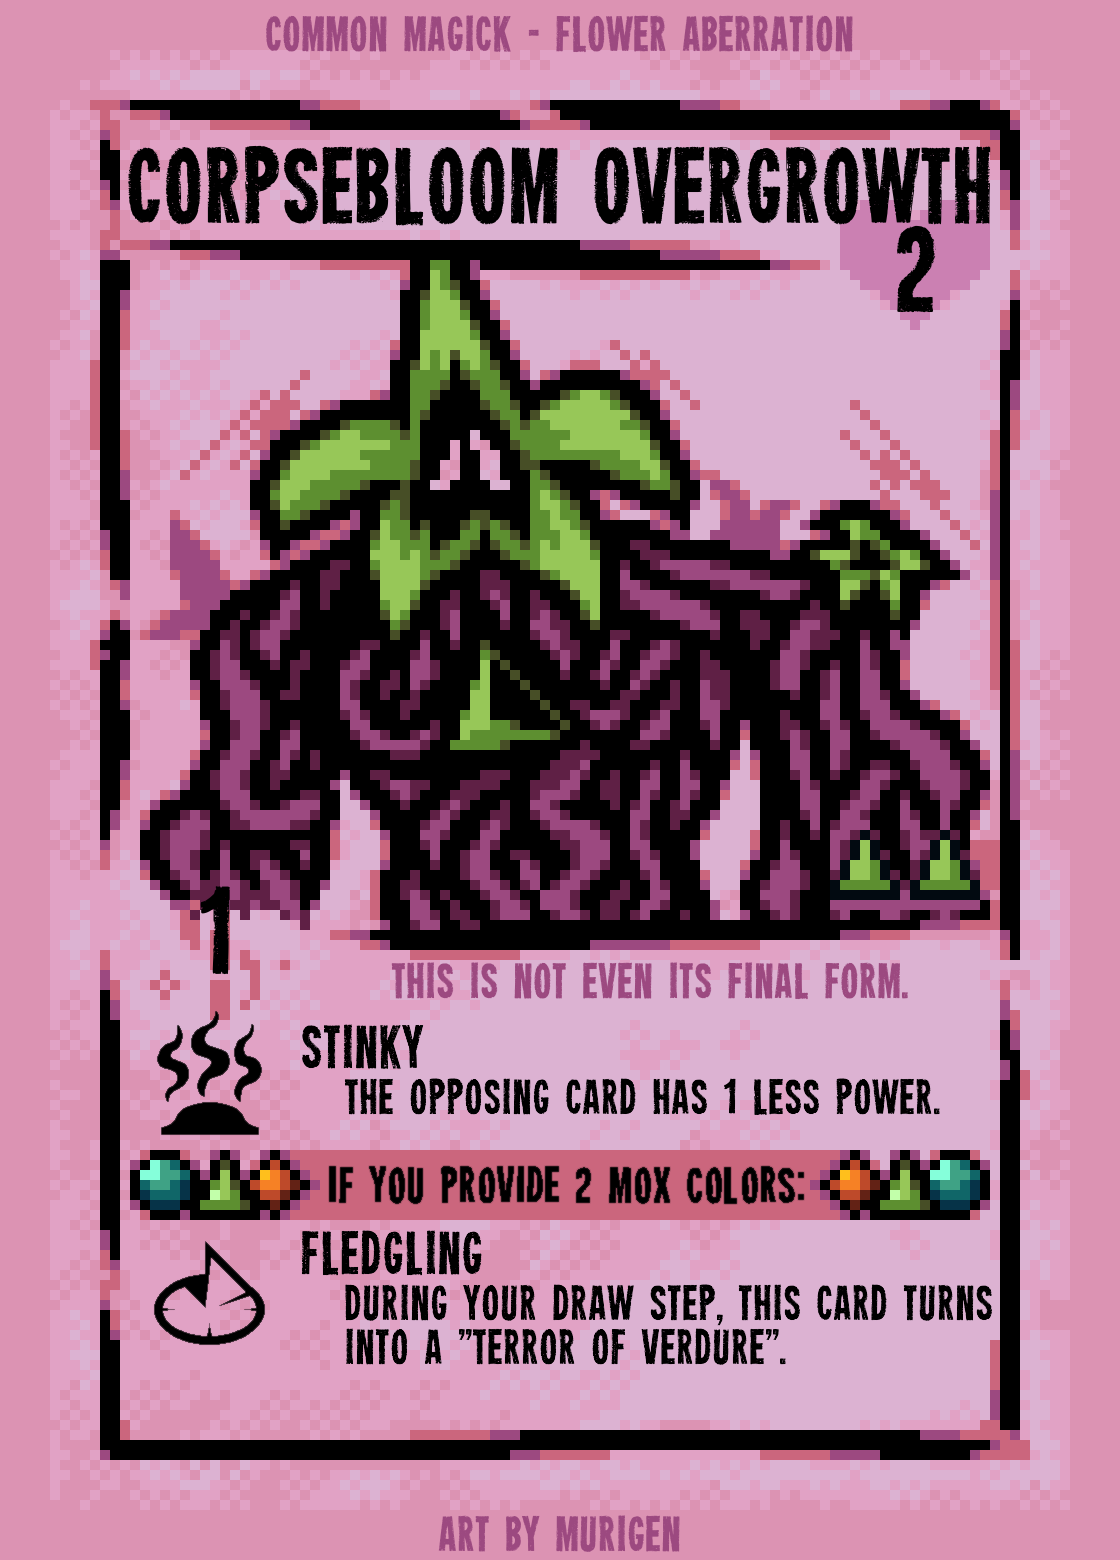 COMMON MAGICK - FLOWER ABERRATION
CORPSEBLOOM OVERGROWTH
2
1
THIS IS NOT EVEN ITS FINAL FORM.
STINKY
THE OPPOSING CARD HAS 1 LESS POWER.
IF YOU PROVIDE 2 MOX COLORS:
FLEDGLING
DURING YOUR DRAW STEP, THIS CARD TURNS
INTO A "TERROR OF VERDURE".
ART BY MURIGEN